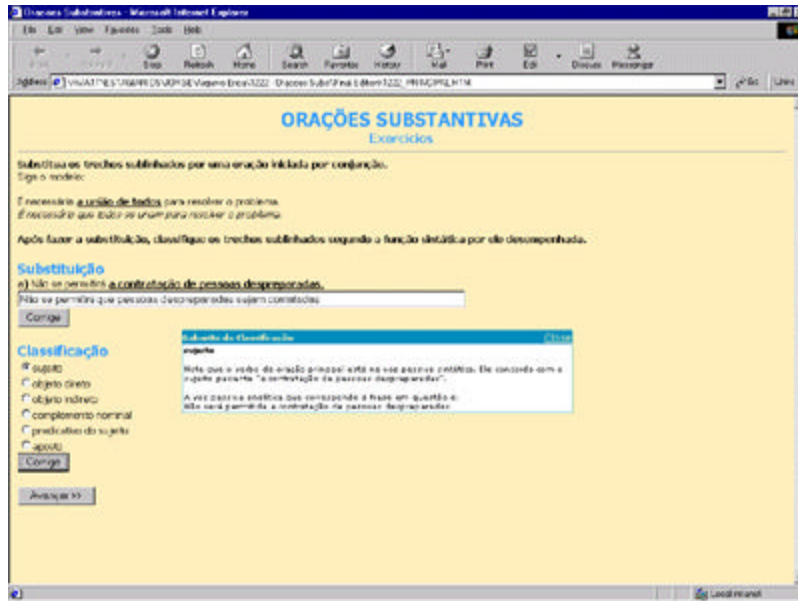 Oracoes Substantivas - Microsoft Internet Explorer
File Edit View Favorites Tools Help
Stop Refresh Home Search Favorites History Mail Print Edit Discuss Messenger
Address Go Links
ORAÇÕES SUBSTANTIVAS
Exercícios
Substitua os trechos sublinhados por uma oração iniciada por conjunção.
Siga o modelo:
É necessário a união de todos para resolver o problema.
É necessário que todos se unam para resolver o problema.
Após fazer a substituição, classifique os trechos sublinhados segundo a função sintática por ele desempenhada.
Substituição
a) Não se permitirá a contratação de pessoas despreparadas.
Não se permitirá que pessoas despreparadas sejam contratadas
Corrige
Classificação
sujeito
objeto direto
objeto indireto
complemento nominal
predicativo do sujeito
aposto
Corrige
Avançar >>
Gabarito da Classificação Close
sujeito
Note que o verbo da oração principal está na voz passiva sintética. Ele concorda com o
sujeito paciente "a contratação de pessoas despreparadas".
A voz passiva analítica que corresponde à frase em questão é:
Não será permitida a contratação de pessoas despreparadas
Local intranet